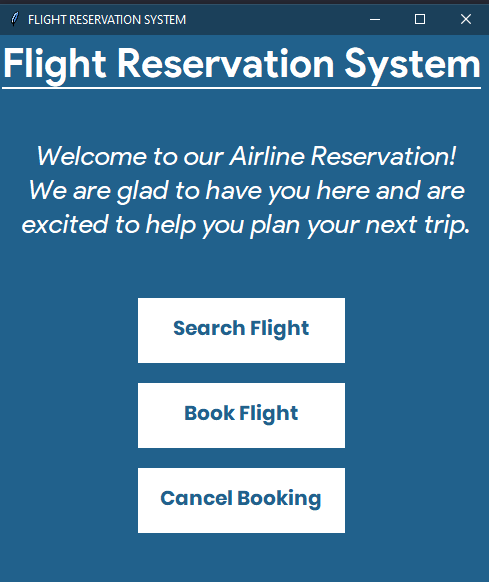 FLIGHT RESERVATION SYSTEM
Flight Reservation System
Welcome to our Airline Reservation!
We are glad to have you here and are
excited to help you plan your next trip.
Search Flight
Book Flight
Cancel Booking